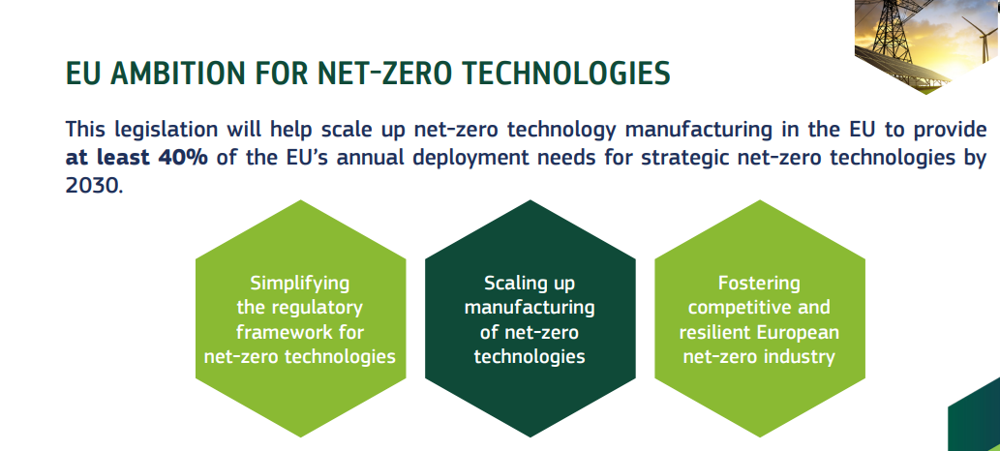 EU AMBITION FOR NET-ZERO TECHNOLOGIES
This legislation will help scale up net-zero technology manufacturing in the EU to provide
at least 40% of the EU's annual deployment needs for strategic net-zero technologies by
2030.
Simplifying
the regulatory
framework for
net-zero technologies
Scaling up
manufacturing
of net-zero
technologies
Fostering
competitive and
resilient European
net-zero industry